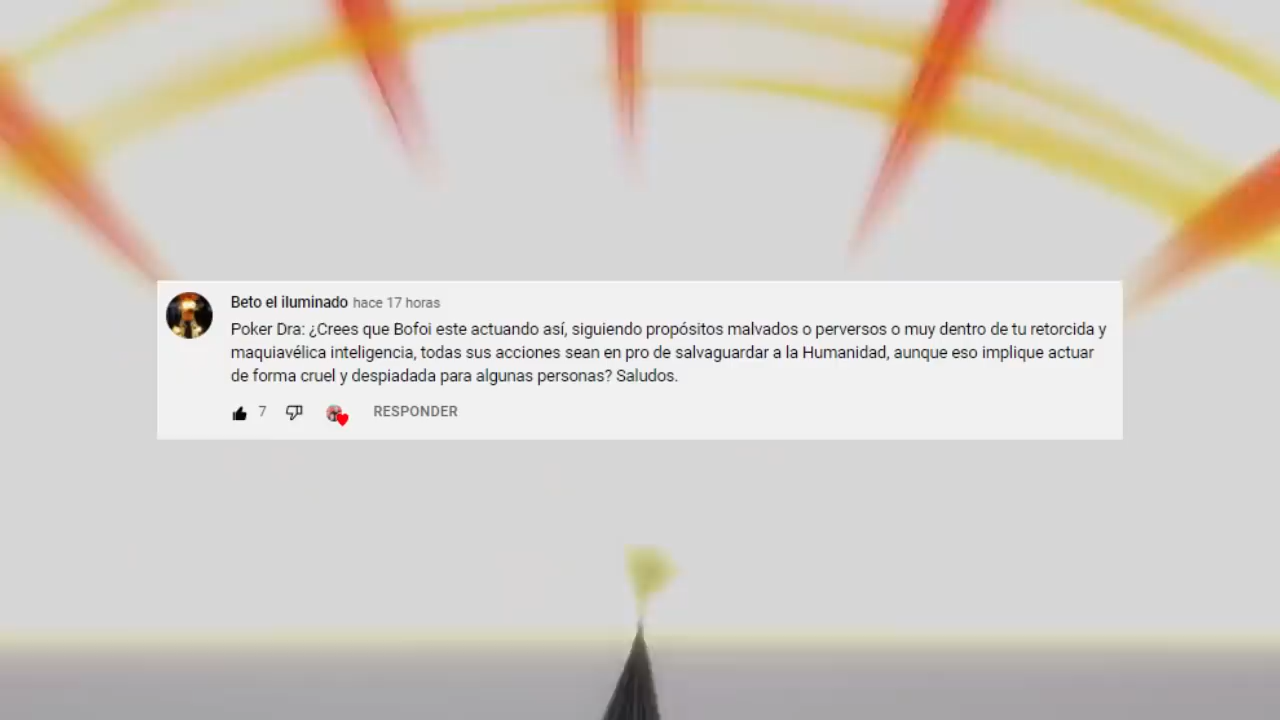 Beto el iluminado hace 17 horas
Poker Dra: ¿Crees que Bofoi este actuando así, siguiendo propósitos malvados o perversos o muy dentro de tu retorcida y
maquiavélica inteligencia, todas sus acciones sean en pro de salvaguardar a la Humanidad, aunque eso implique actuar
de forma cruel y despiadada para algunas personas? Saludos.
7 RESPONDER